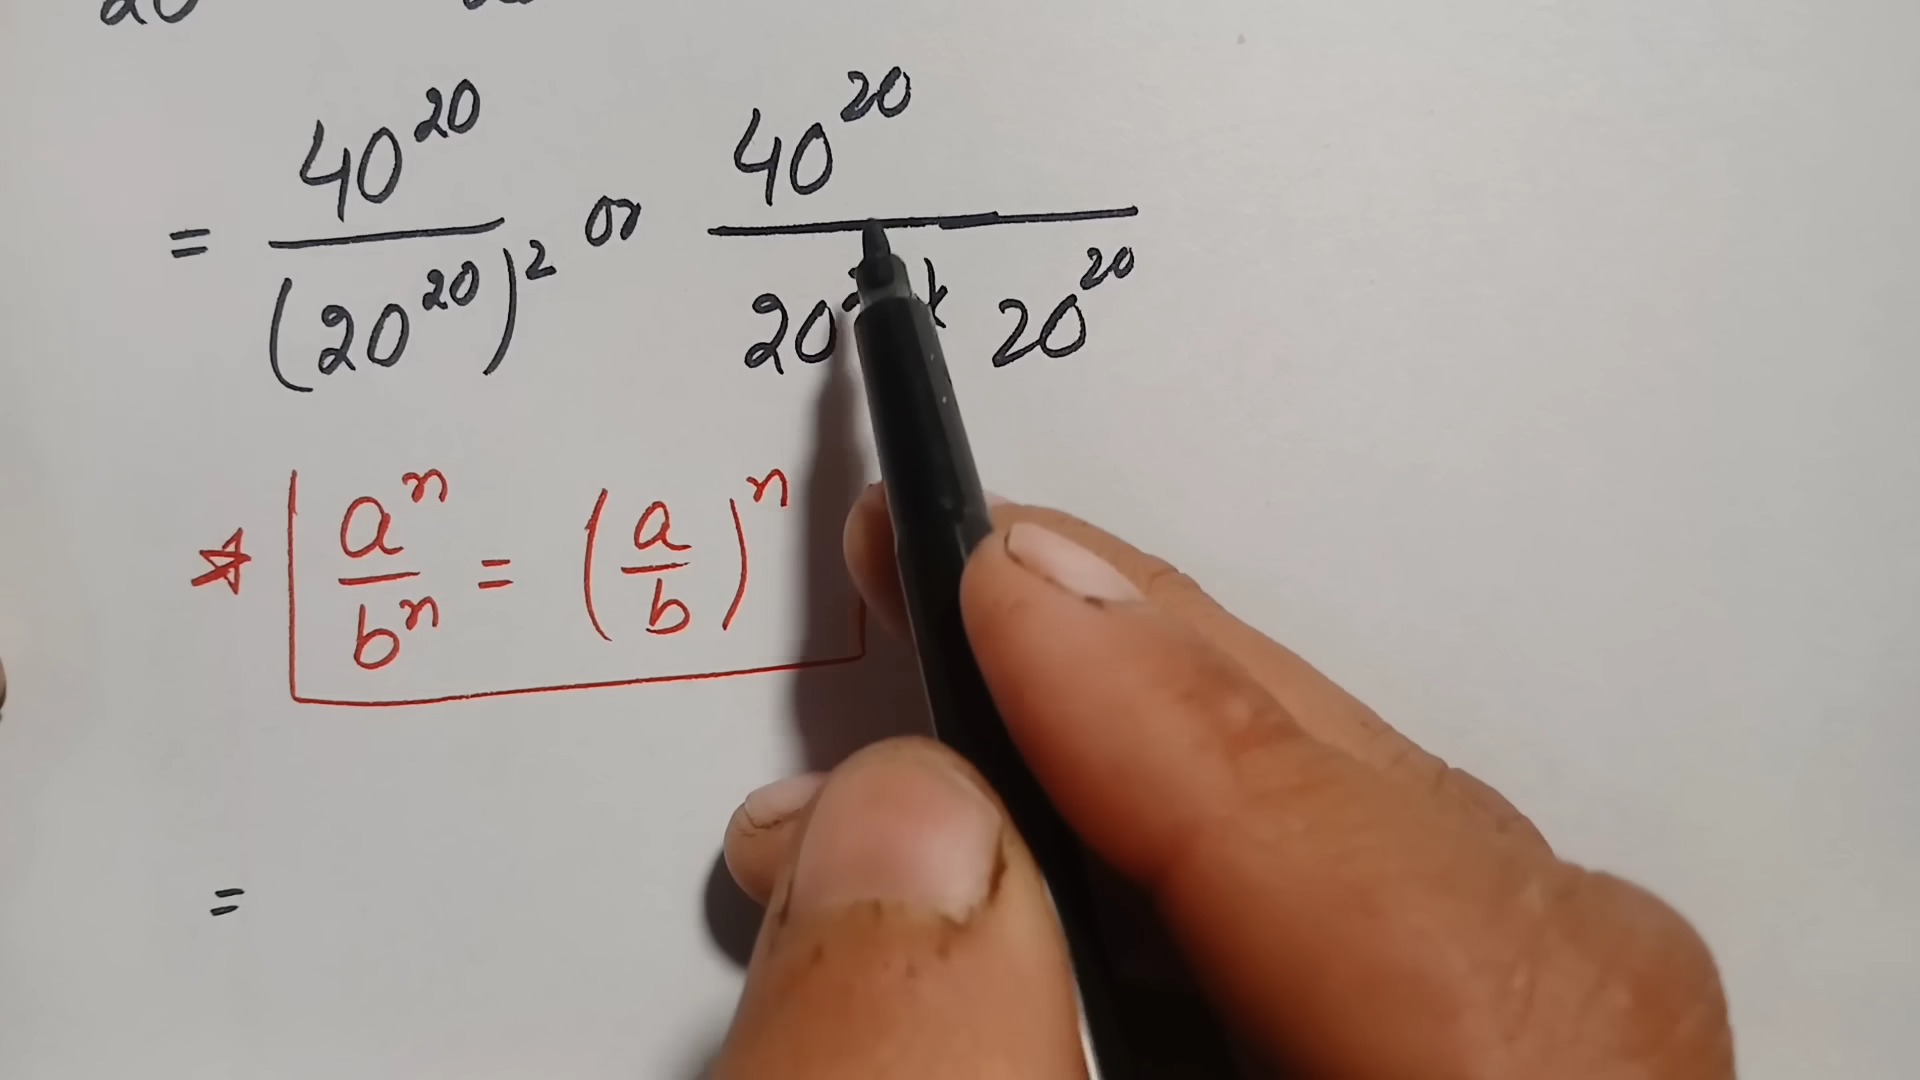 = 40^20 / (20^20)^2 or 40^20 / 20 20^20
☆ a^n / b^n = (a/b)^n
=